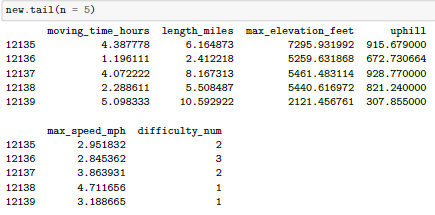 new.tail(n = 5)
moving_time_hours length_miles max_elevation_feet uphill
12135 4.387778 6.164873 7295.931992 915.679000
12136 1.196111 2.412218 5259.631868 672.730664
12137 4.072222 8.167313 5461.483114 928.770000
12138 2.288611 5.508487 5440.616972 821.240000
12139 5.098333 10.592922 2121.456761 307.855000
max_speed_mph difficulty_num
12135 2.951832 2
12136 2.845362 3
12137 3.863931 2
12138 4.711656 1
12139 3.188665 1